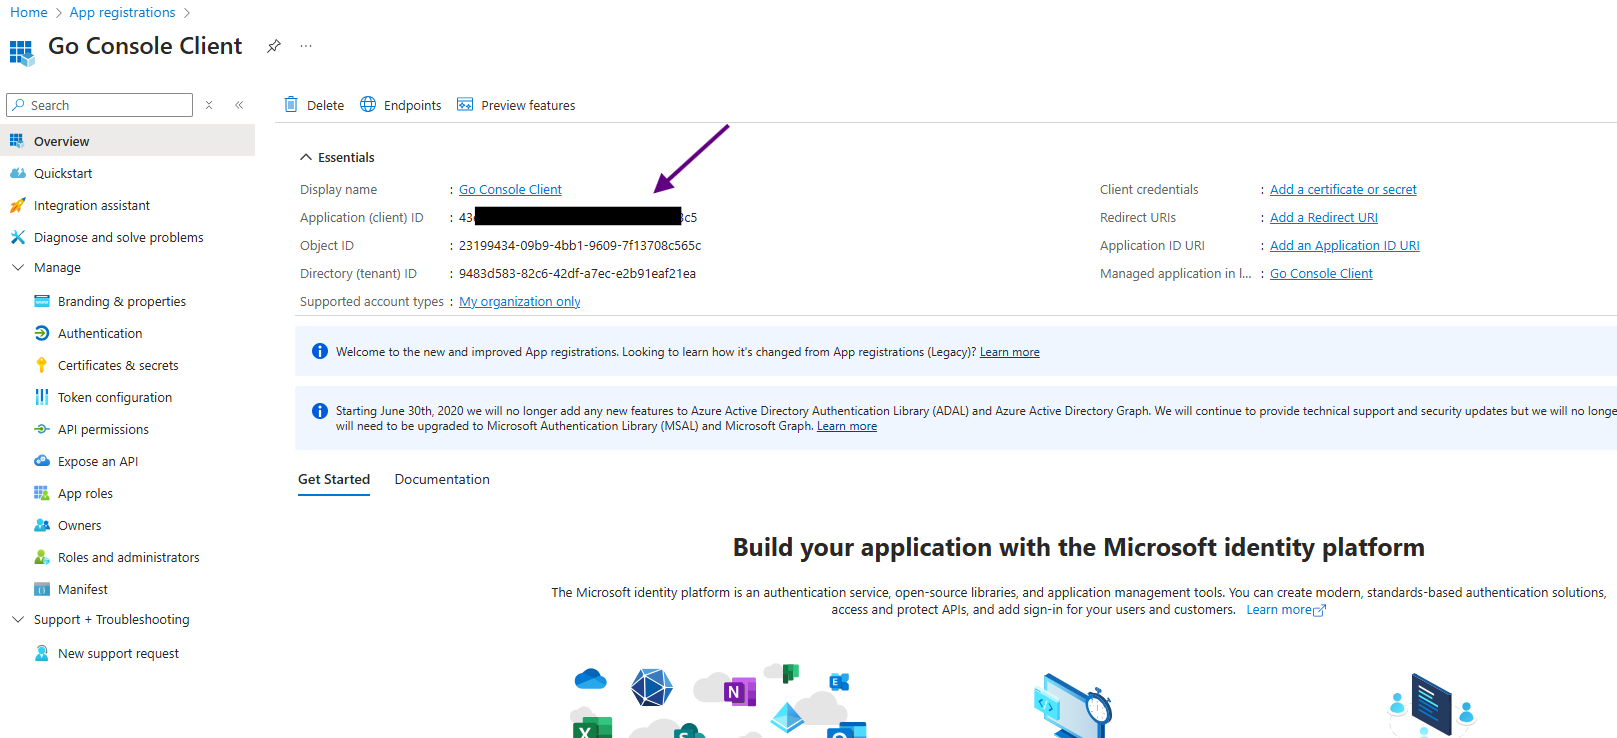 Home > App registrations >
Go Console Client ...
Search
Delete Endpoints Preview features
Overview
Quickstart
Integration assistant
Diagnose and solve problems
Manage
Branding & properties
Authentication
Certificates & secrets
Token configuration
API permissions
Expose an API
App roles
Owners
Roles and administrators
Manifest
Support + Troubleshooting
New support request
Essentials
Display name : Go Console Client
Application (client) ID :
Object ID : 23199434-09b9-4bb1-9609-7f13708c565c
Directory (tenant) ID : 9483d583-82c6-42df-a7ec-e2b91eaf21ea
Supported account types : My organization only
Client credentials : Add a certificate or secret
Redirect URIs : Add a Redirect URI
Application ID URI : Add an Application ID URI
Managed application in l... : Go Console Client
Welcome to the new and improved App registrations. Looking to learn how it's changed from App registrations (Legacy)? Learn more
Starting June 30th, 2020 we will no longer add any new features to Azure Active Directory Authentication Library (ADAL) and Azure Active Directory Graph. We will continue to provide technical support and security updates but we will no longe
will need to be upgraded to Microsoft Authentication Library (MSAL) and Microsoft Graph. Learn more
Get Started Documentation
Build your application with the Microsoft identity platform
The Microsoft identity platform is an authentication service, open-source libraries, and application management tools. You can create modern, standards-based authentication solutions,
access and protect APIs, and add sign-in for your users and customers. Learn more